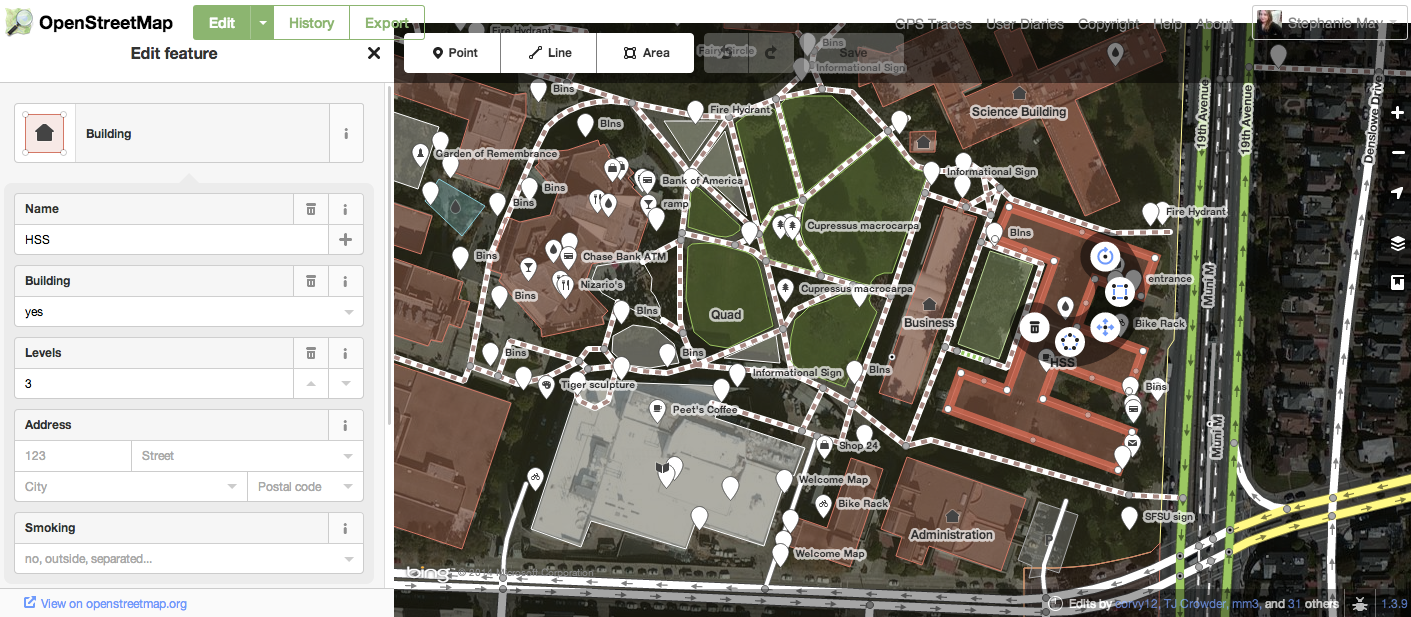 OpenStreetMap
Edit
History
Export
GPS Traces
User Diaries
Copyright
Help
About
Stephanie May
Edit feature
Point
Line
Area
Save
Building
Name
HSS
Building
yes
Levels
3
Address
123
Street
City
Postal code
Smoking
no, outside, separated...
View on openstreetmap.org
Fire Hydrant
Fairy Circle
Bins
Informational Sign
Bins
Fire Hydrant
BIns
Science Building
19th Avenue
19th Avenue
Denslowe Drive
Garden of Remembrance
Bank of America
Informational Sign
Bins
Bins
ramp
Fire Hydrant
Cupressus macrocarpa
BIns
Bins
Chase Bank ATM
entrance
Muni M
Nizario's
Cupressus macrocarpa
Bins
BIns
Quad
Business
Bike Rack
Bins
Bins
HSS
Informational Sign
BIns
Tiger sculpture
Bins
Peet's Coffee
Muni M
Shop 24
Welcome Map
Bike Rack
SFSU sign
Administration
P
Welcome Map
bing
Edits by corvy12, TJ Crowder, mm3, and 31 others
1.3.9